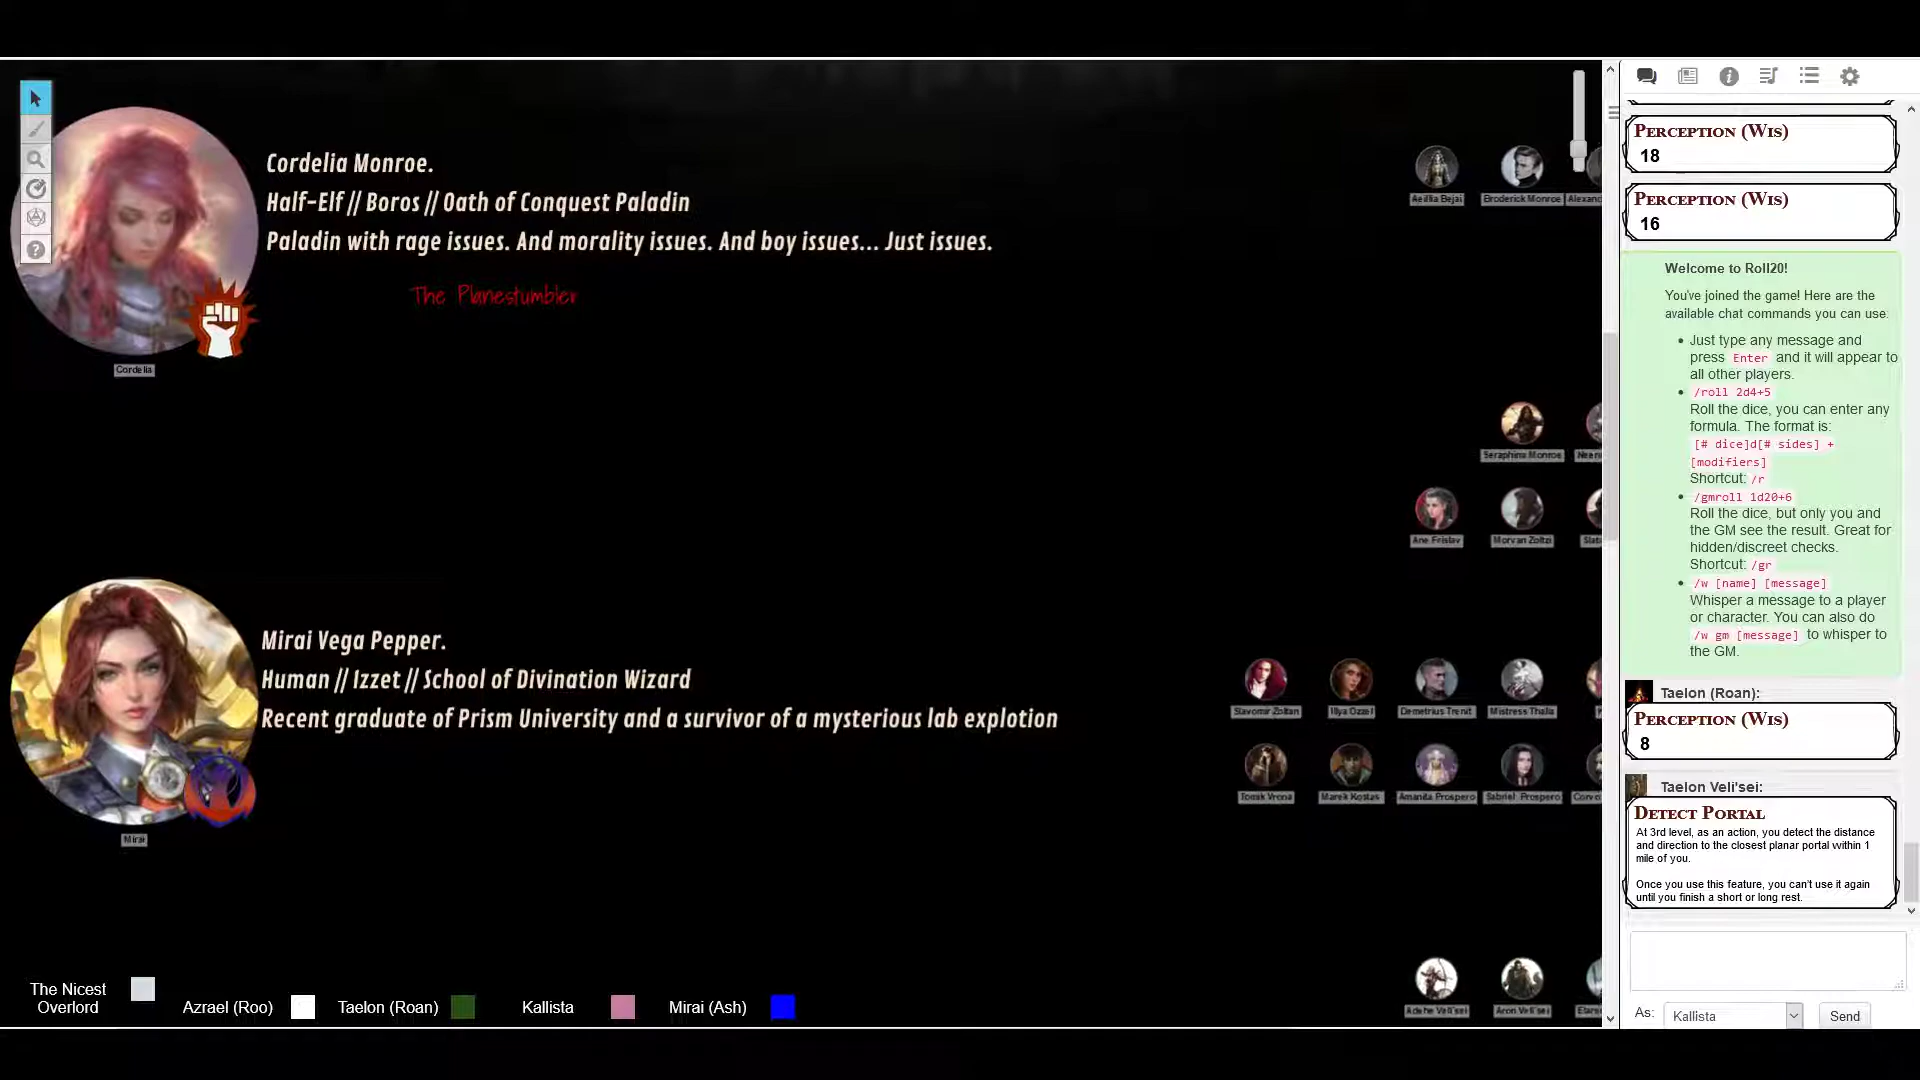 Cordelia Monroe.
Half-Elf // Boros // Oath of Conquest Paladin
Paladin with rage issues. And morality issues. And boy issues... Just issues.
The Planestumbler
Cordelia
Broderick Monroe
Seraphina Monroe
Morvan Zoltzi
Mirai Vega Pepper.
Human // Izzet // School of Divination Wizard
Recent graduate of Prism University and a survivor of a mysterious lab explotion
Mirai
Slavomir Zoltan
Illya Ozzel
Demetrius Trenit
Mistress Thalia
Tomik Vrona
Marek Kostas
Amanita Prospero
Gabriel Prospero
Adehe Veli'sei
Aron Veli'sei
The Nicest
Overlord
Azrael (Roo)
Taelon (Roan)
Kallista
Mirai (Ash)
Perception (Wis)
18
Perception (Wis)
16
Welcome to Roll20!
You've joined the game! Here are the
available chat commands you can use.
Just type any message and
press Enter and it will appear to
all other players.
/roll 2d4+5
Roll the dice, you can enter any
formula. The format is:
[# dice]d[# sides] +
[modifiers]
Shortcut: /r
/gmroll 1d20+6
Roll the dice, but only you and
the GM see the result. Great for
hidden/discreet checks.
Shortcut: /gr
/w [name] [message]
Whisper a message to a player
or character. You can also do
/w gm [message] to whisper to
the GM.
Taelon (Roan):
Perception (Wis)
8
Taelon Veli'sei:
Detect Portal
At 3rd level, as an action, you detect the distance
and direction to the closest planar portal within 1
mile of you.
Once you use this feature, you can't use it again
until you finish a short or long rest.
As:
Kallista
Send